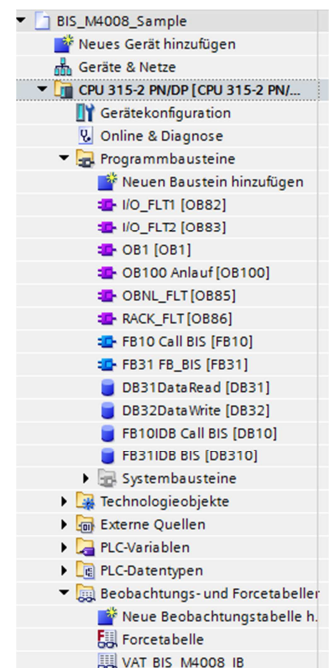 BIS_M4008_Sample
Neues Gerät hinzufügen
Geräte & Netze
CPU 315-2 PN/DP [CPU 315-2 PN/...
Gerätekonfiguration
Online & Diagnose
Programmbausteine
Neuen Baustein hinzufügen
I/O_FLT1 [OB82]
I/O_FLT2 [OB83]
OB1 [OB1]
OB100 Anlauf [OB100]
OBNL_FLT [OB85]
RACK_FLT [OB86]
FB10 Call BIS [FB10]
FB31 FB_BIS [FB31]
DB31DataRead [DB31]
DB32DataWrite [DB32]
FB10IDB Call BIS [DB10]
FB31IDB BIS [DB310]
Systembausteine
Technologieobjekte
Externe Quellen
PLC-Variablen
PLC-Datentypen
Beobachtungs- und Forcetabeller
Neue Beobachtungstabelle h.
Forcetabelle
VAT BIS M4008 IB